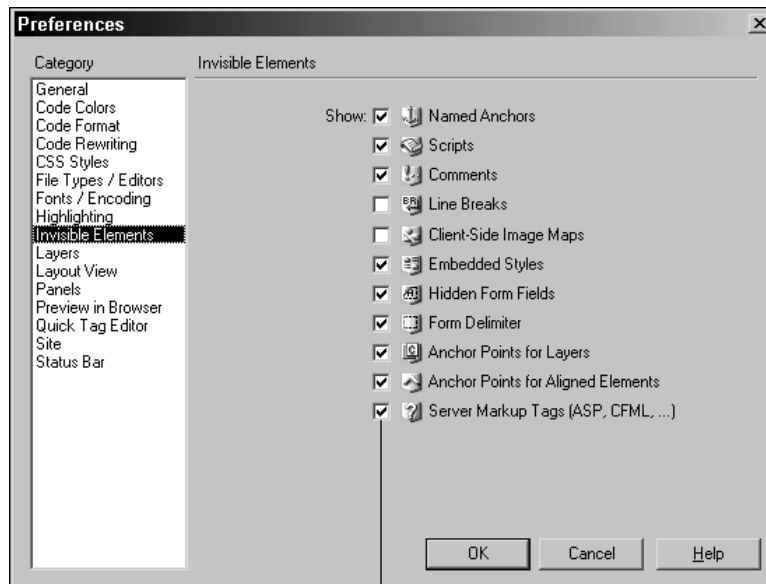 Preferences
Category
General
Code Colors
Code Format
Code Rewriting
CSS Styles
File Types / Editors
Fonts / Encoding
Highlighting
Invisible Elements
Layers
Layout View
Panels
Preview in Browser
Quick Tag Editor
Site
Status Bar
Invisible Elements
Show: Named Anchors
Scripts
Comments
BR Line Breaks
Client-Side Image Maps
Embedded Styles
Hidden Form Fields
Form Delimiter
C Anchor Points for Layers
Anchor Points for Aligned Elements
? Server Markup Tags (ASP, CFML, ...)
OK Cancel Help